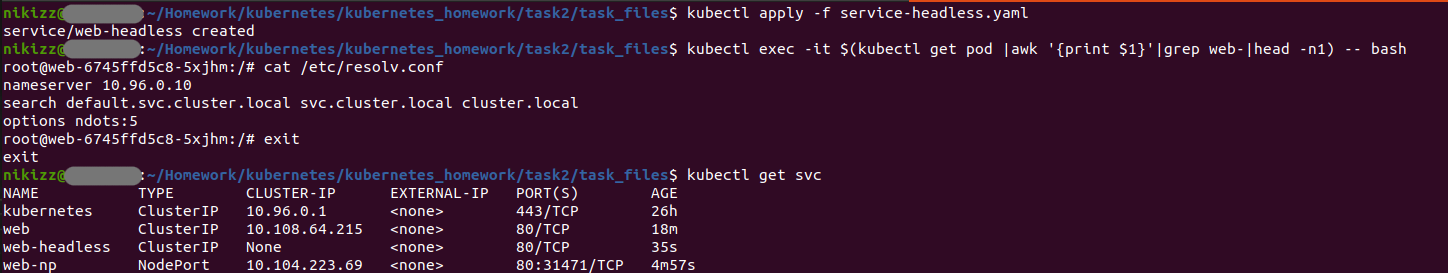 nikizz@ :~/Homework/kubernetes/kubernetes_homework/task2/task_files$ kubectl apply -f service-headless.yaml
service/web-headless created
nikizz@ :~/Homework/kubernetes/kubernetes_homework/task2/task_files$ kubectl exec -it $(kubectl get pod |awk '{print $1}'|grep web-|head -n1) -- bash
root@web-6745ffd5c8-5xjhm:/# cat /etc/resolv.conf
nameserver 10.96.0.10
search default.svc.cluster.local svc.cluster.local cluster.local
options ndots:5
root@web-6745ffd5c8-5xjhm:/# exit
exit
nikizz@ :~/Homework/kubernetes/kubernetes_homework/task2/task_files$ kubectl get svc
NAME TYPE CLUSTER-IP EXTERNAL-IP PORT(S) AGE
kubernetes ClusterIP 10.96.0.1 <none> 443/TCP 26h
web ClusterIP 10.108.64.215 <none> 80/TCP 18m
web-headless ClusterIP None <none> 80/TCP 35s
web-np NodePort 10.104.223.69 <none> 80:31471/TCP 4m57s